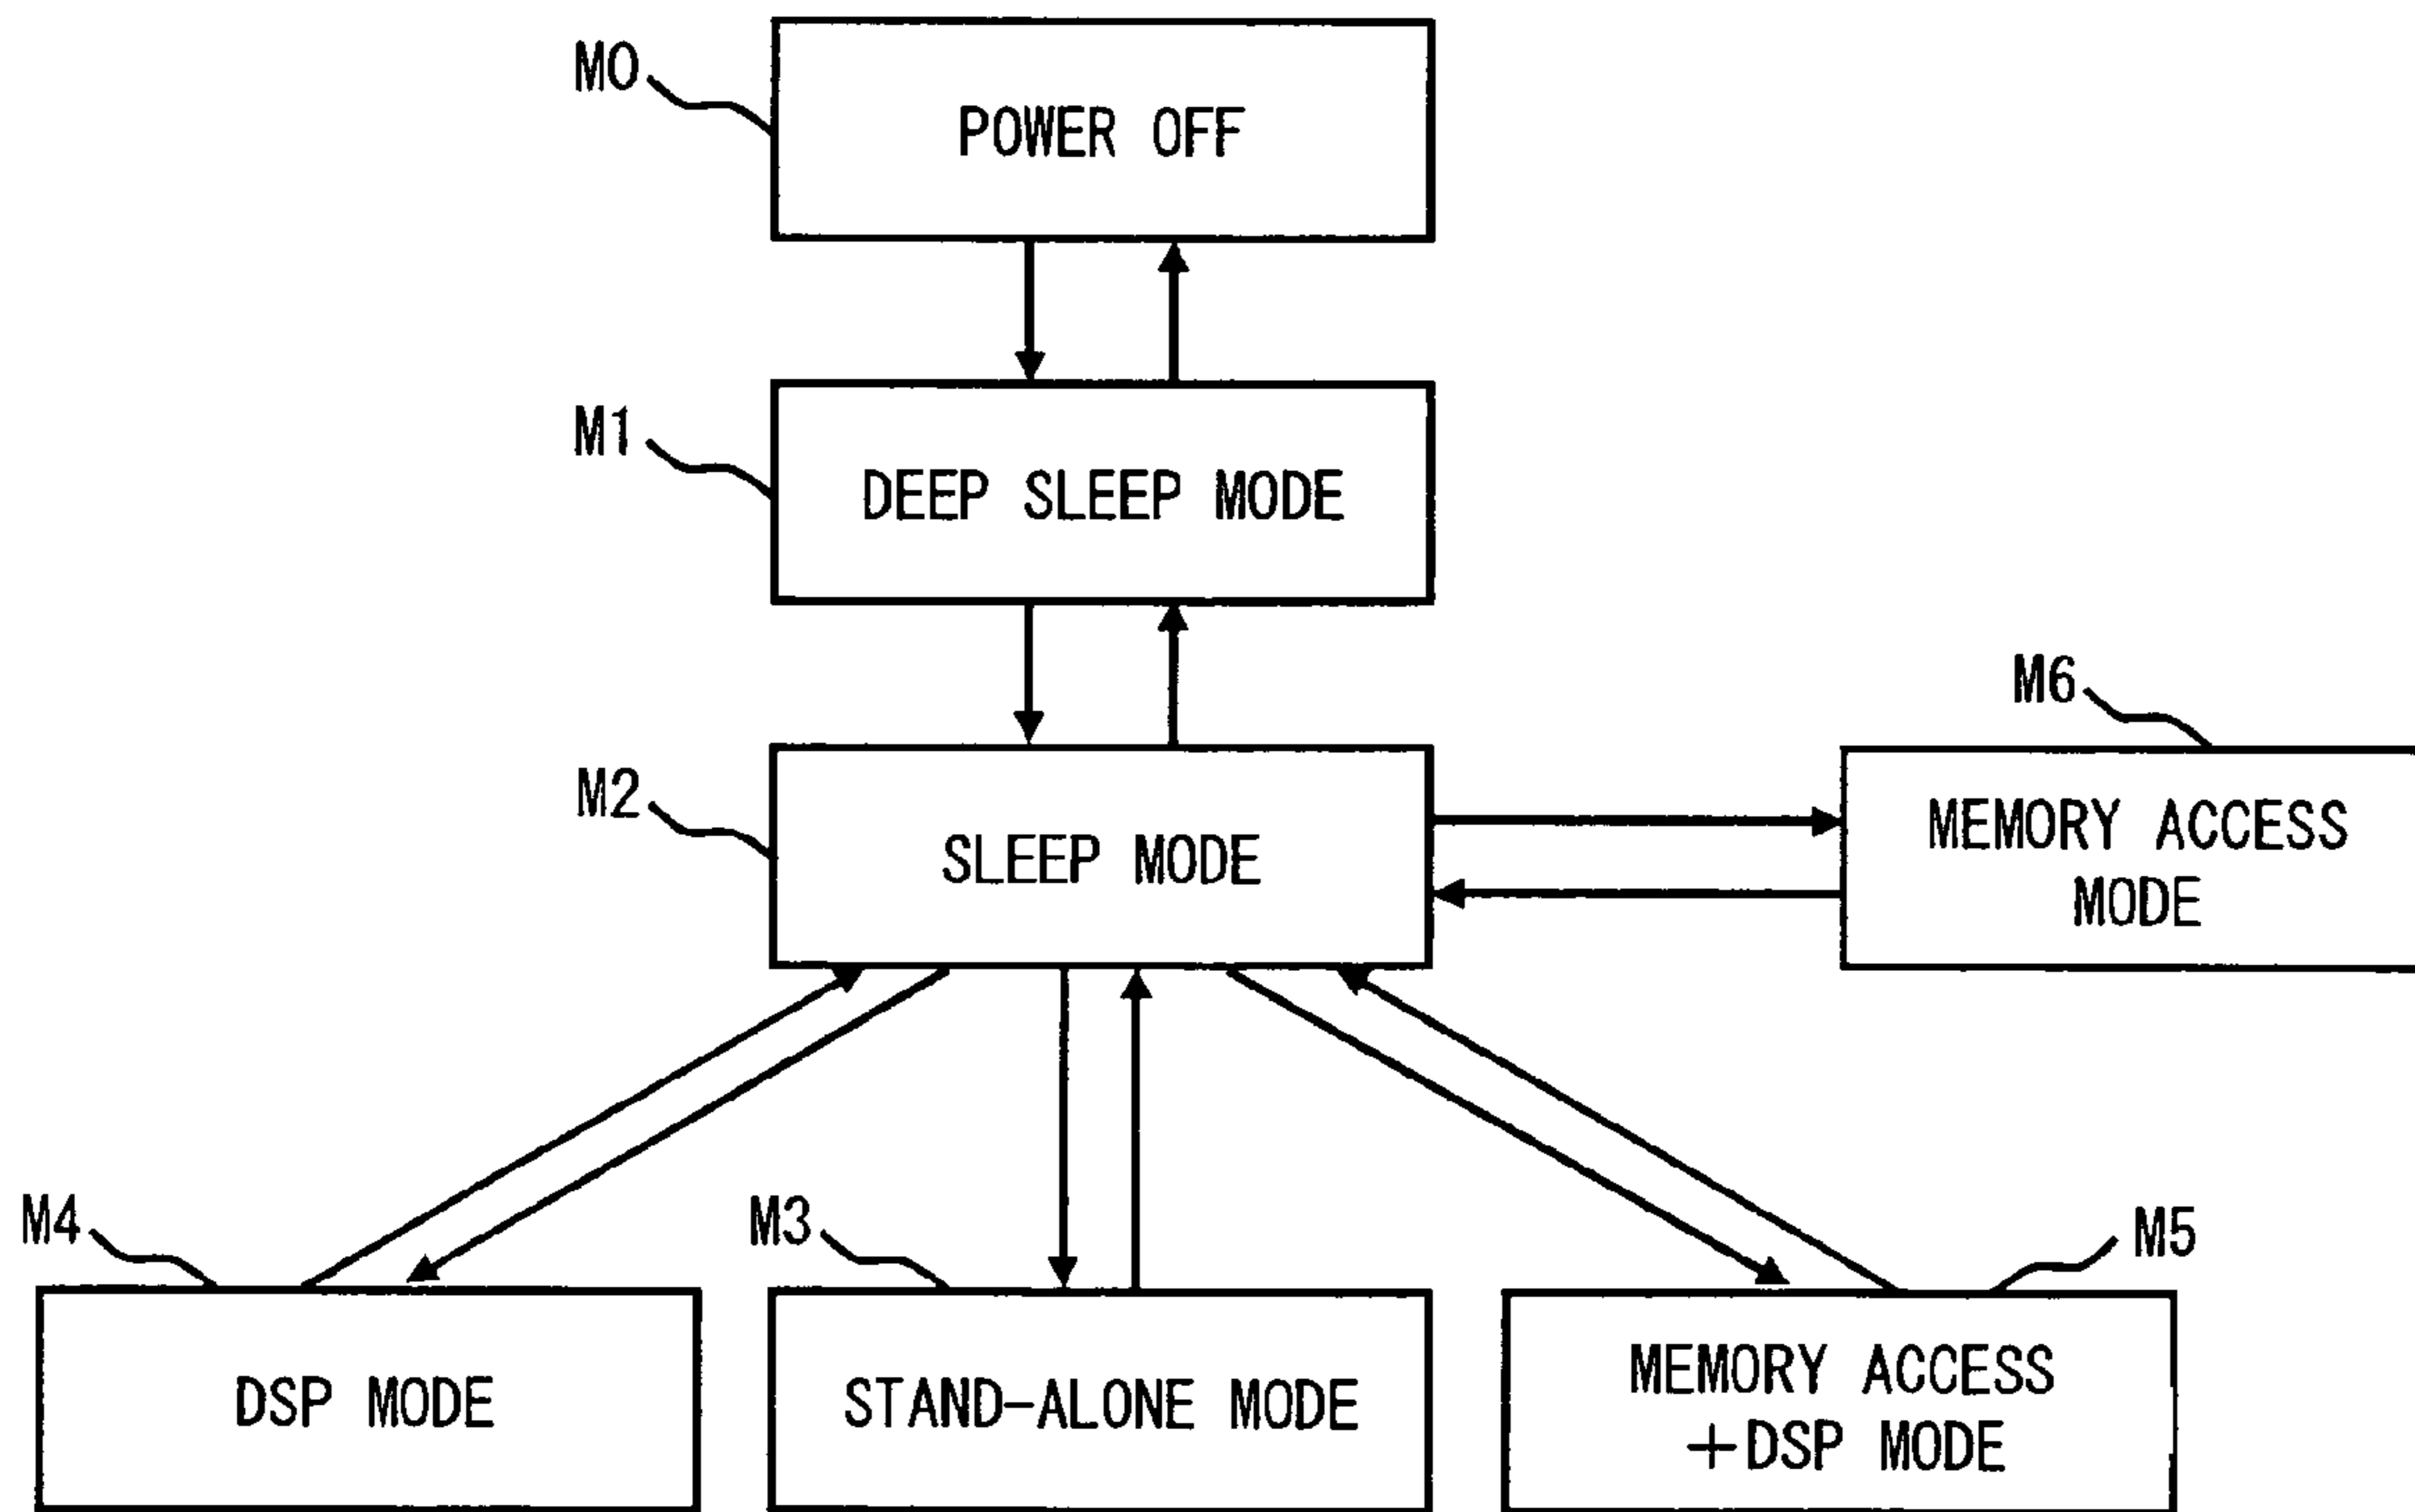 M0
POWER OFF
M1
DEEP SLEEP MODE
M6
M2
SLEEP MODE
MEMORY ACCESS
MODE
M4
M3
M5
DSP MODE
STAND-ALONE MODE
MEMORY ACCESS
+DSP MODE